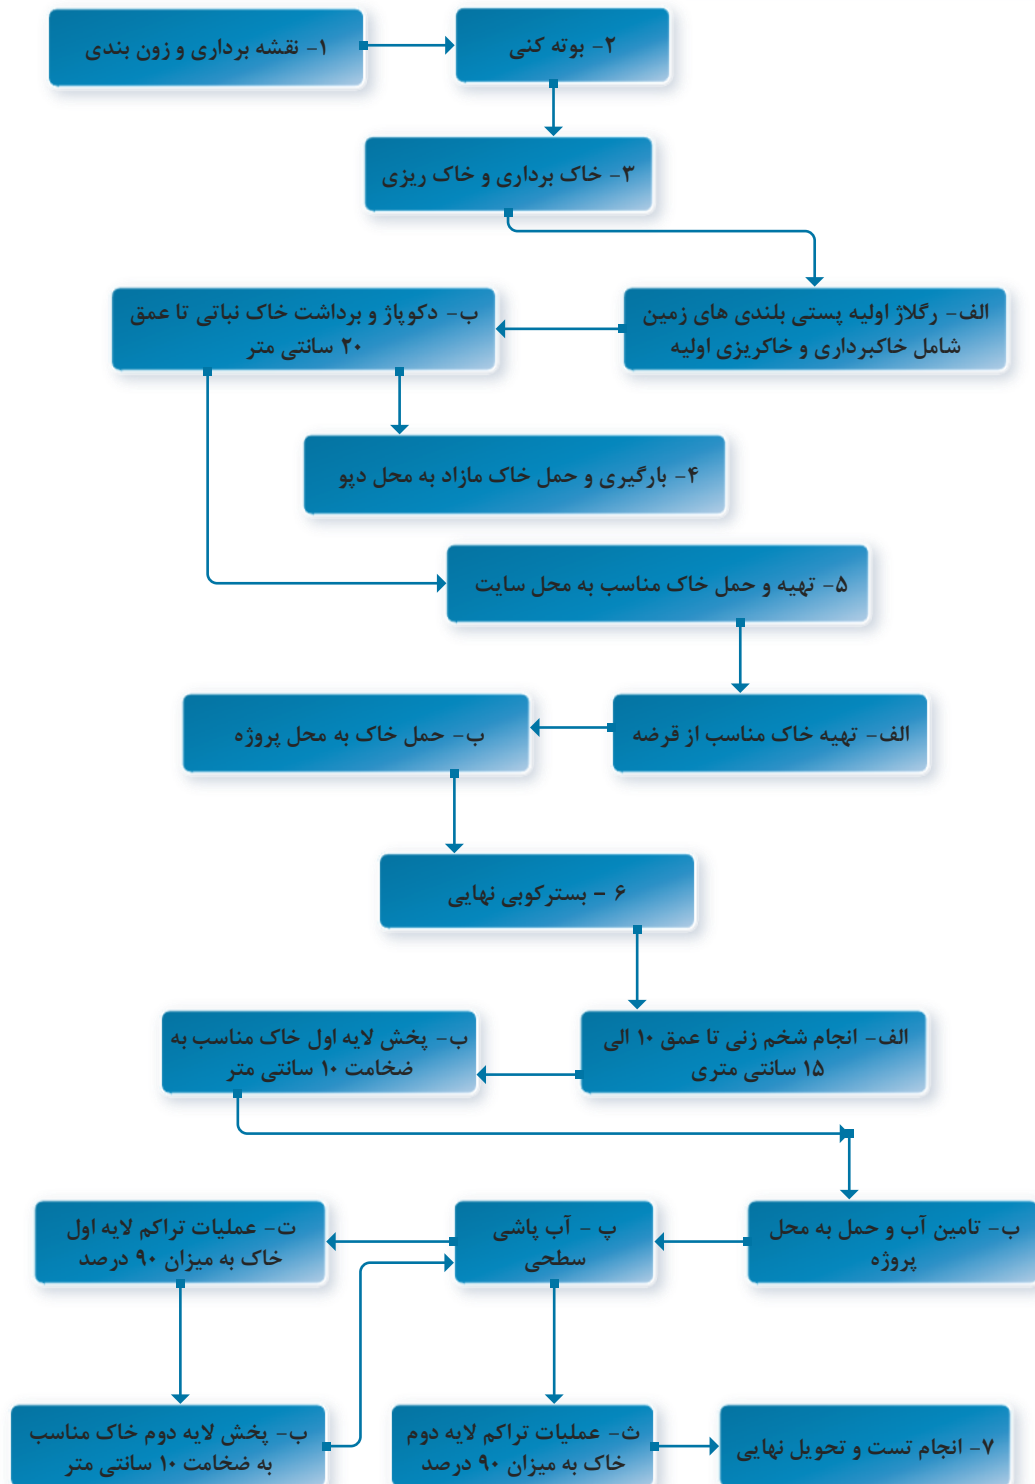 ۱- نقشه برداری و زون بندی
۲- بوته کنی
۳- خاک برداری و خاک ریزی
الف- رگلاژ اولیه پستی بلندی های زمین
شامل خاکبرداری و خاکریزی اولیه
ب- دکوپاژ و برداشت خاک نباتی تا عمق
۲۰ سانتی متر
۴- بارگیری و حمل خاک مازاد به محل دپو
۵- تهیه و حمل خاک مناسب به محل سایت
الف- تهیه خاک مناسب از قرضه
ب- حمل خاک به محل پروژه
۶ - بسترکوبی نهایی
الف- انجام شخم زنی تا عمق ۱۰ الی
۱۵ سانتی متری
ب- پخش لایه اول خاک مناسب به
ضخامت ۱۰ سانتی متر
ب- تامین آب و حمل به محل
پروژه
پ - آب پاشی
سطحی
ت- عملیات تراکم لایه اول
خاک به میزان ۹۰ درصد
ب- پخش لایه دوم خاک مناسب
به ضخامت ۱۰ سانتی متر
ث- عملیات تراکم لایه دوم
خاک به میزان ۹۰ درصد
۷- انجام تست و تحویل نهایی